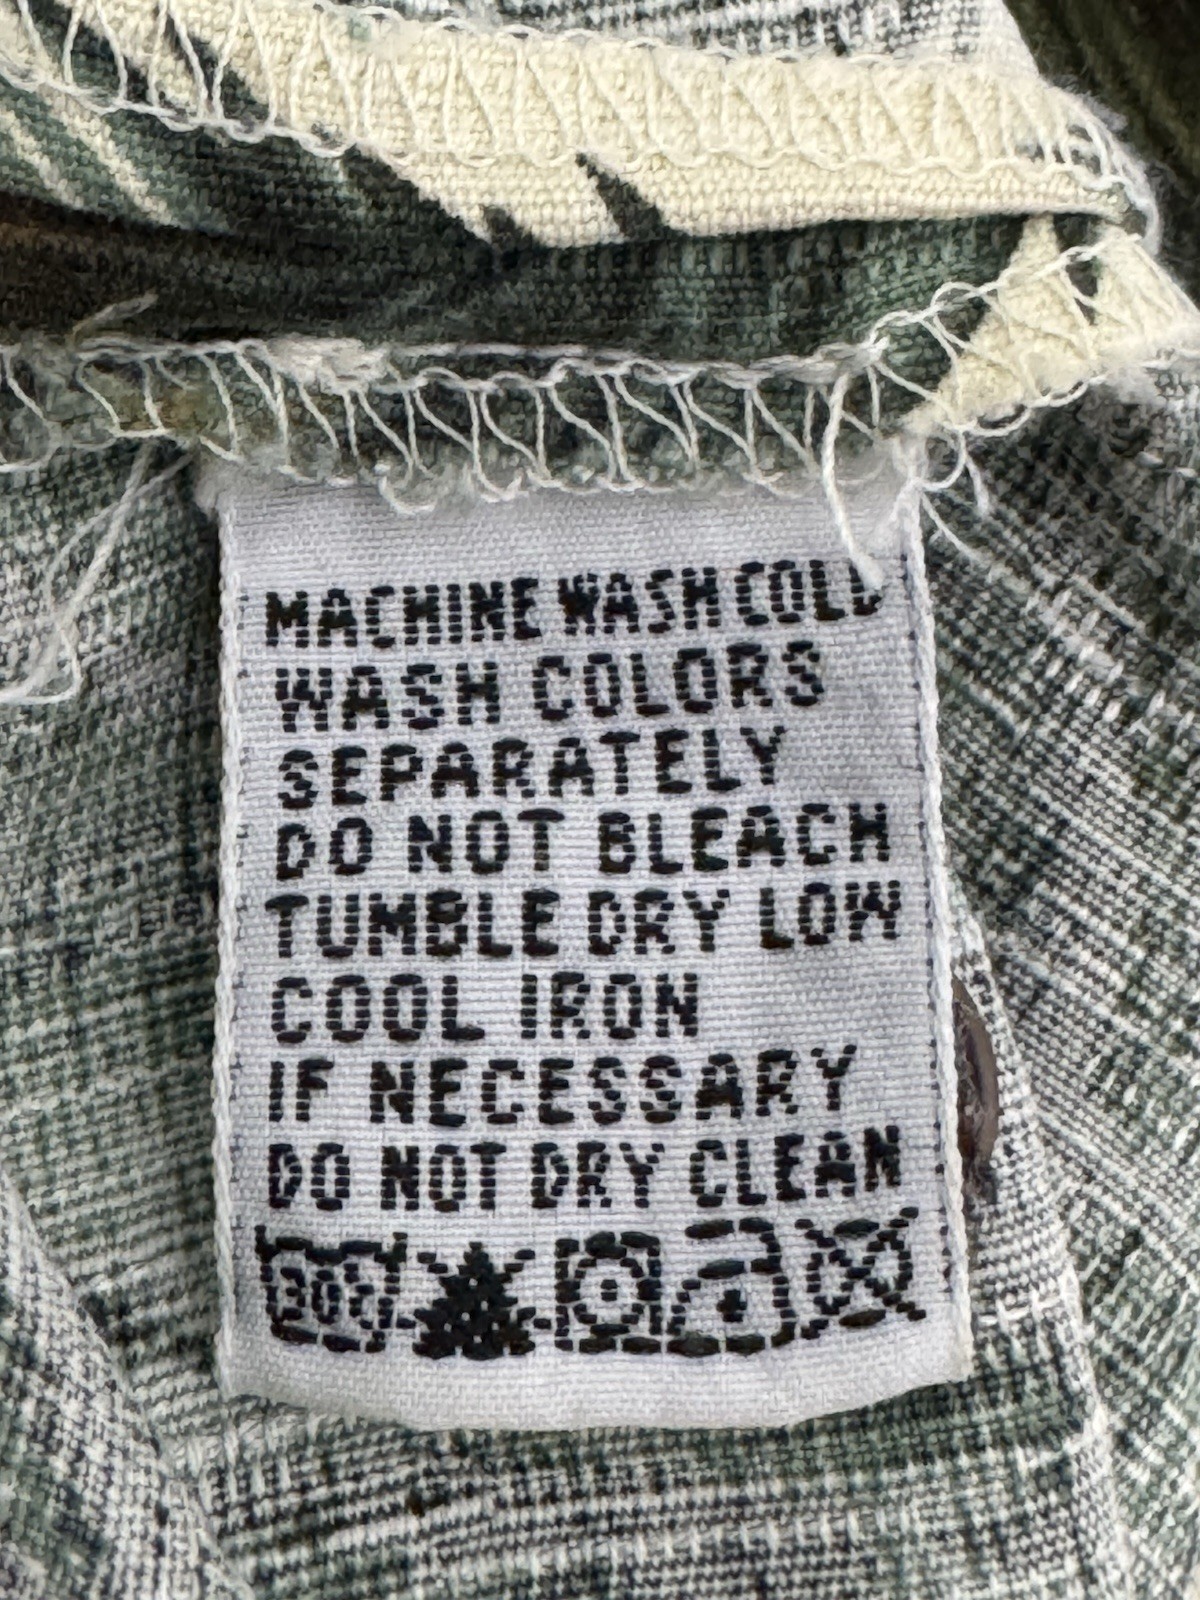 MACHINE WASH COLD
WASH COLORS
SEPARATELY
DO NOT BLEACH
TUMBLE DRY LOW
COOL IRON
IF NECESSARY
DO NOT DRY CLEAN
30°